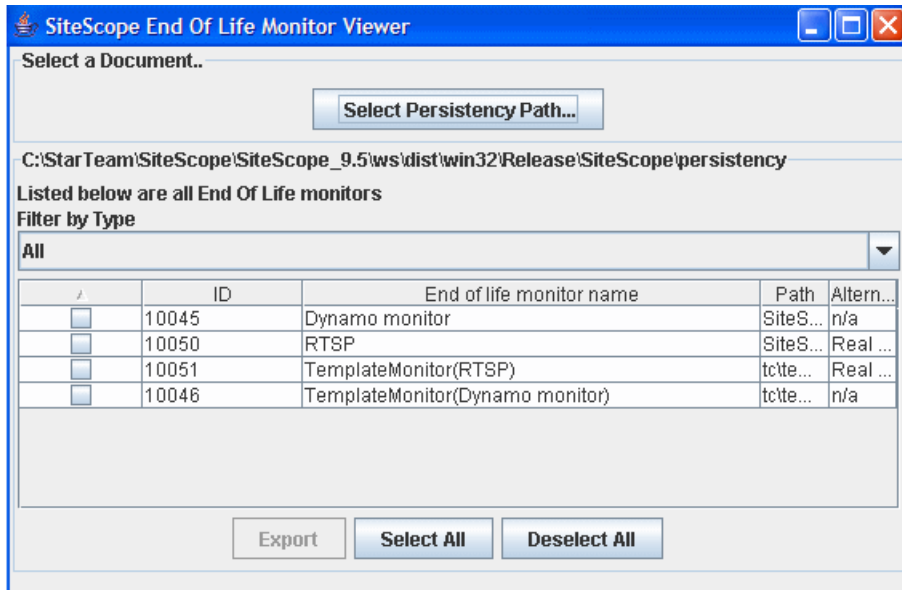 SiteScope End Of Life Monitor Viewer
Select a Document..
Select Persistency Path...
C:\StarTeam\SiteScope\SiteScope_9.5\ws\dist\win32\Release\SiteScope\persistency
Listed below are all End Of Life monitors
Filter by Type
All
ID End of life monitor name Path Altern...
10045 Dynamo monitor SiteS... n/a
10050 RTSP SiteS... Real ...
10051 TemplateMonitor(RTSP) tc\te... Real ...
10046 TemplateMonitor(Dynamo monitor) tc\te... n/a
Export Select All Deselect All